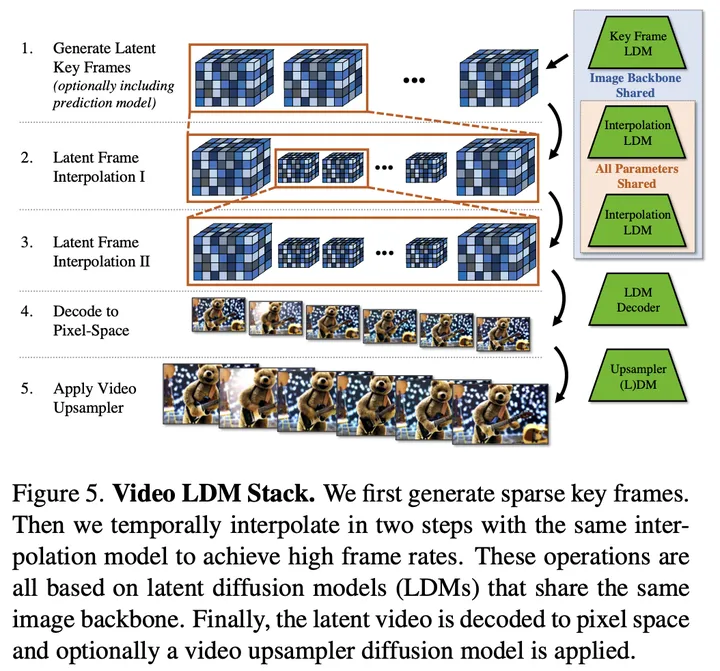 1. Generate Latent
Key Frames
(optionally including
prediction model)
Key Frame
LDM
Image Backbone
Shared
2. Latent Frame
Interpolation I
Interpolation
LDM
All Parameters
Shared
3. Latent Frame
Interpolation II
Interpolation
LDM
4. Decode to
Pixel-Space
LDM
Decoder
5. Apply Video
Upsampler
Upsampler
(L)DM
Figure 5. Video LDM Stack. We first generate sparse key frames.
Then we temporally interpolate in two steps with the same inter-
polation model to achieve high frame rates. These operations are
all based on latent diffusion models (LDMs) that share the same
image backbone. Finally, the latent video is decoded to pixel space
and optionally a video upsampler diffusion model is applied.